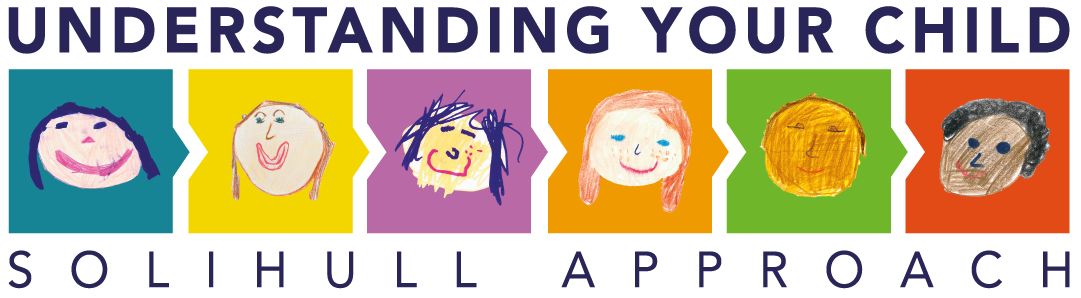 UNDERSTANDING YOUR CHILD
SOLIHULL APPROACH